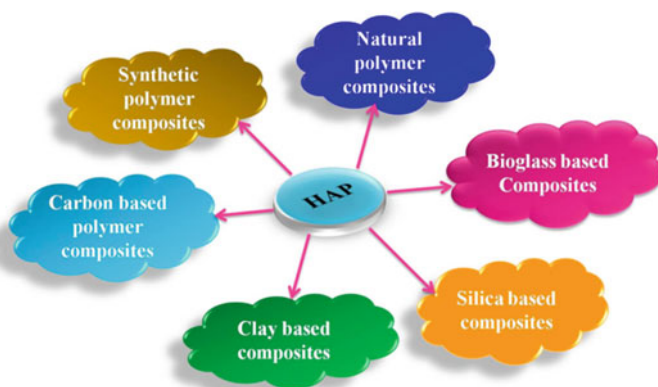 Natural
polymer
composites
Synthetic
polymer
composites
Bioglass based
Composites
HAP
Carbon based
polymer
composites
Silica based
composites
Clay based
composites